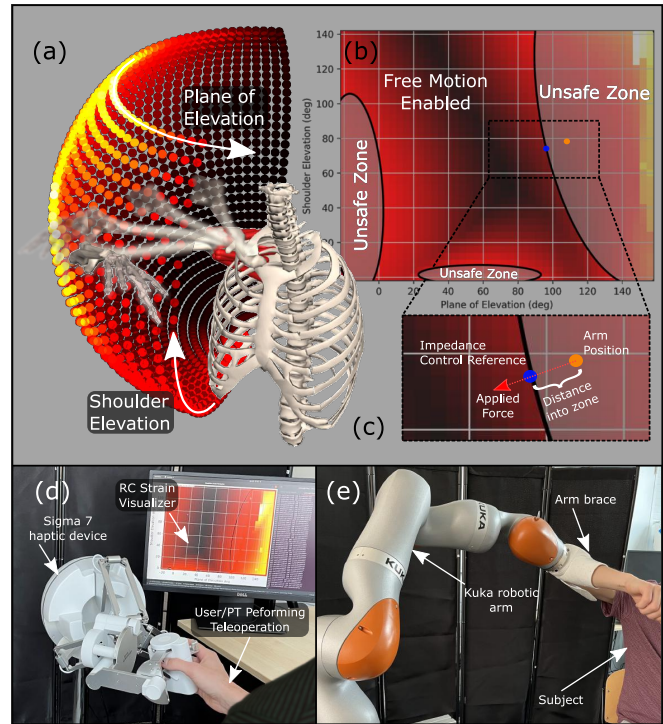 (a)
Plane of
Elevation
Shoulder
Elevation
(b)
Free Motion
Enabled
Unsafe Zone
Unsafe Zone
Unsafe Zone
Shoulder Elevation (deg)
140
120
100
80
60
40
20
0
20
40
60
80
100
120
140
Plane of Elevation (deg)
(c)
Impedance
Control Reference
Arm
Position
Applied
Force
Distance
into zone
(d)
RC Strain
Visualizer
Sigma 7
haptic device
User/PT Peforming
Teleoperation
DELL
(e)
KUKA
KUKA
Arm brace
Kuka robotic
arm
Subject